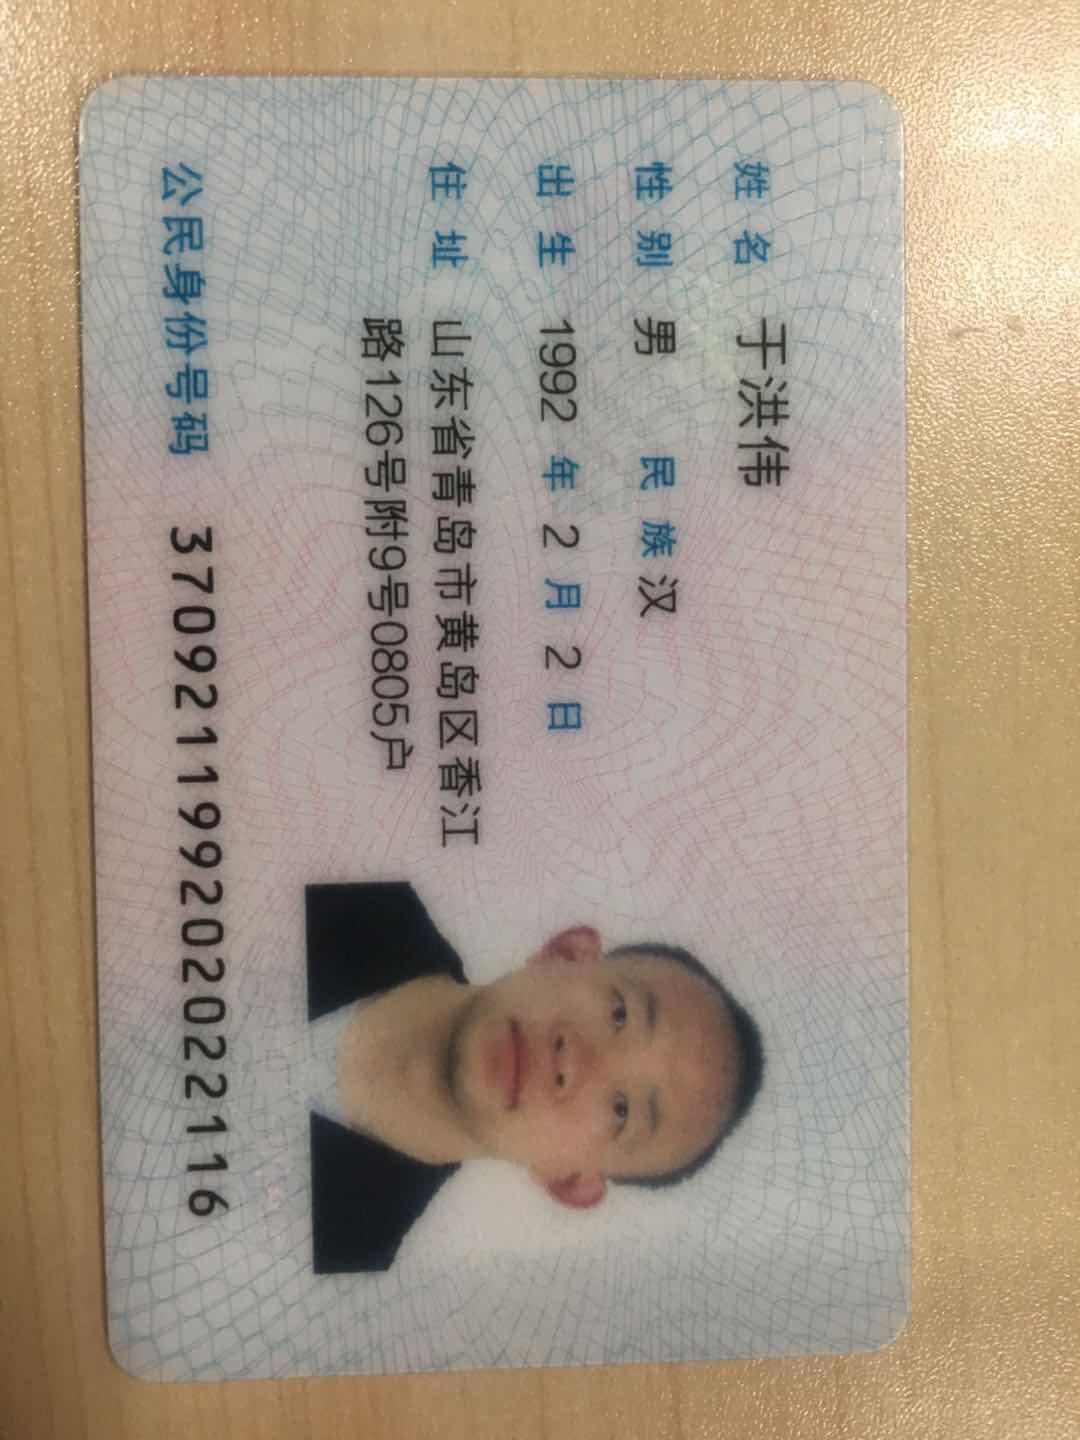 姓名 于洪伟
性别 男 民族 汉
出生 1992 年 2 月 2 日
住址 山东省青岛市黄岛区香江
路126号附9号0805户
公民身份号码 370921199202022116